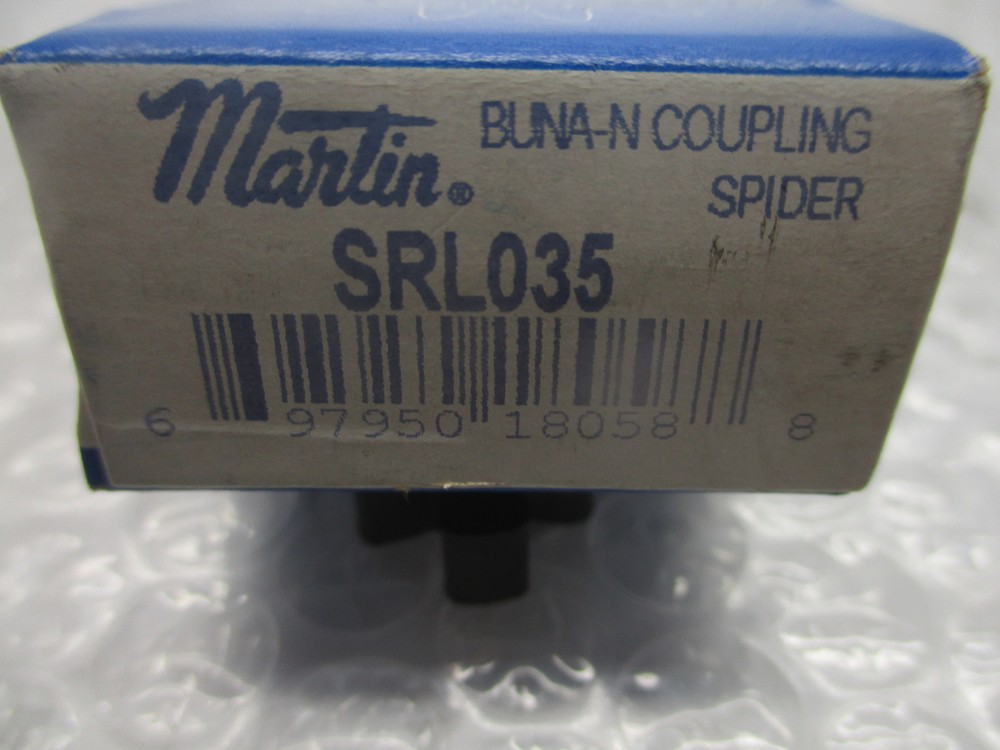 Martin®
BUNA-N COUPLING
SPIDER
SRL035
6 97950 18058 8